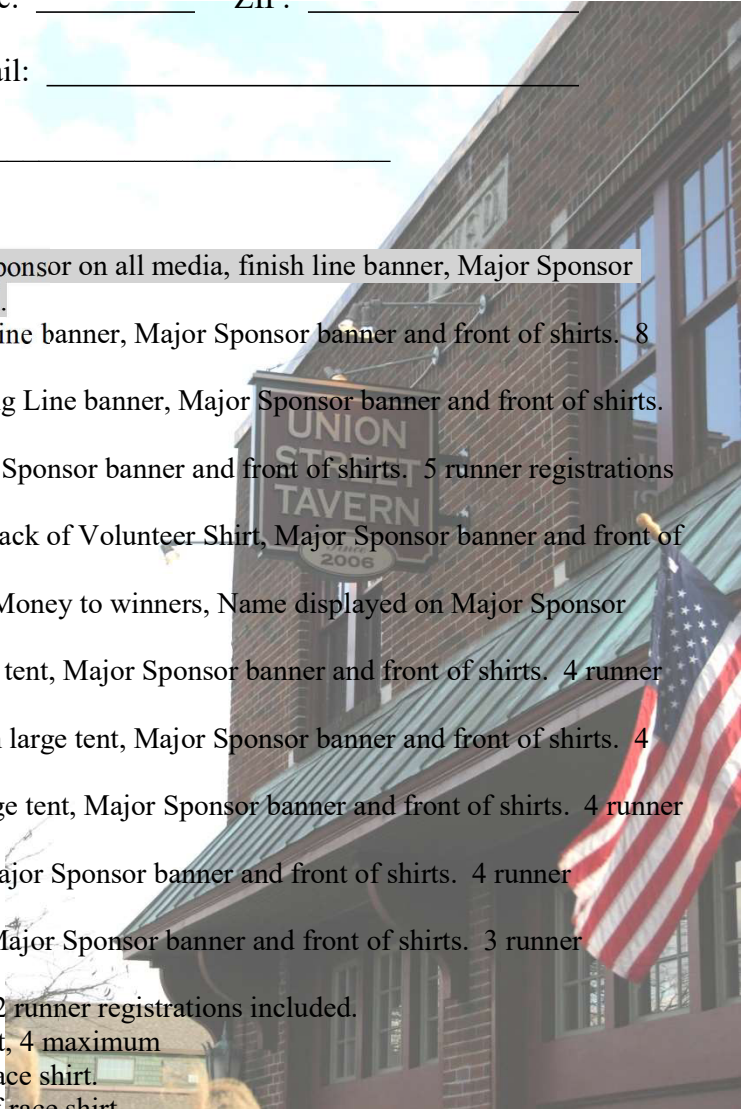 Zip: 
ail:
ponsor on all media, finish line banner, Major Sponsor
.
ine banner, Major Sponsor banner and front of shirts. 8
g Line banner, Major Sponsor banner and front of shirts.
UNION
STREET
TAVERN
Since
2006
Sponsor banner and front of shirts. 5 runner registrations
ack of Volunteer Shirt, Major Sponsor banner and front of
Money to winners, Name displayed on Major Sponsor
tent, Major Sponsor banner and front of shirts. 4 runner
large tent, Major Sponsor banner and front of shirts. 4
ge tent, Major Sponsor banner and front of shirts. 4 runner
ajor Sponsor banner and front of shirts. 4 runner
Major Sponsor banner and front of shirts. 3 runner
2 runner registrations included.
t, 4 maximum
ace shirt.
f race shirt